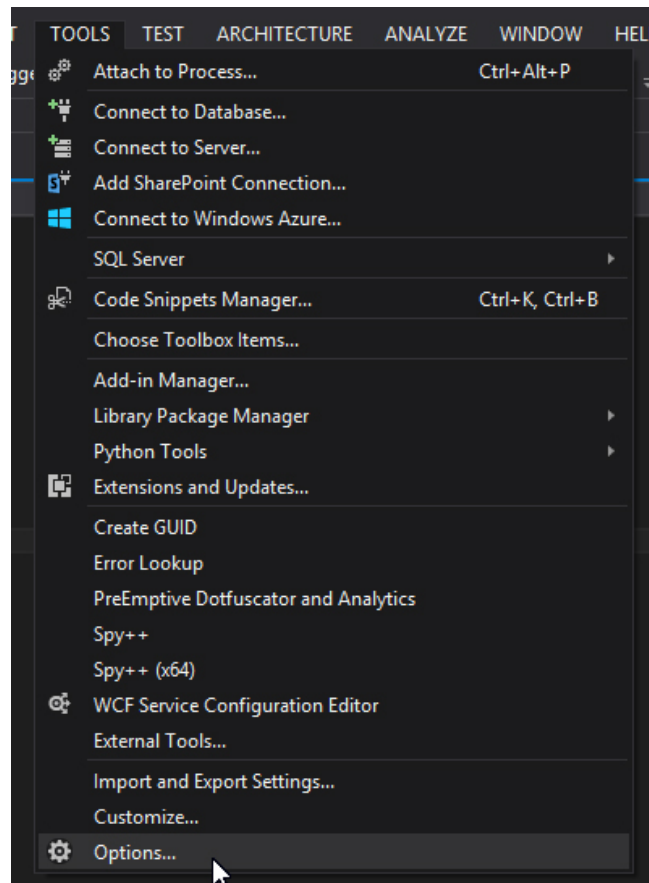 TOOLS TEST ARCHITECTURE ANALYZE WINDOW HEL
Attach to Process... Ctrl+Alt+P
Connect to Database...
Connect to Server...
Add SharePoint Connection...
Connect to Windows Azure...
SQL Server
Code Snippets Manager... Ctrl+K, Ctrl+B
Choose Toolbox Items...
Add-in Manager...
Library Package Manager
Python Tools
Extensions and Updates...
Create GUID
Error Lookup
PreEmptive Dotfuscator and Analytics
Spy++
Spy++ (x64)
WCF Service Configuration Editor
External Tools...
Import and Export Settings...
Customize...
Options...